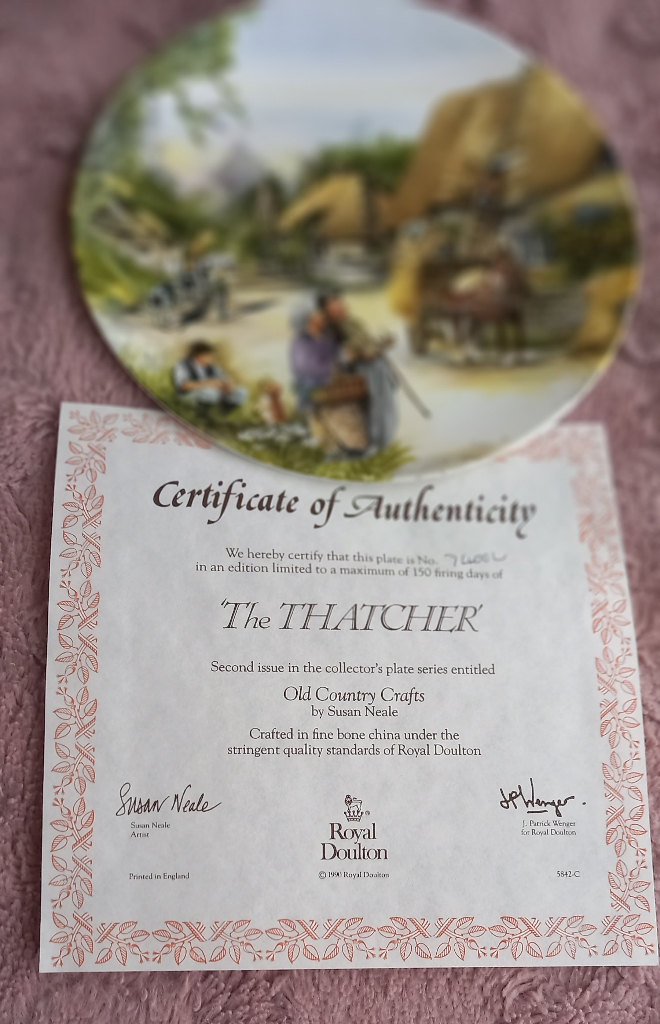 Certificate of Authenticity
We hereby certify that this plate is No.
in an edition limited to a maximum of 150 firing days of
'The THATCHER'
Second issue in the collector's plate series entitled
Old Country Crafts
by Susan Neale
Crafted in fine bone china under the
stringent quality standards of Royal Doulton
Susan Neale
Susan Neale
Artist
JPWenger.
J. Patrick Wenger
for Royal Doulton
®
Royal
Doulton
Printed in England
© 1990 Royal Doulton
5842-C